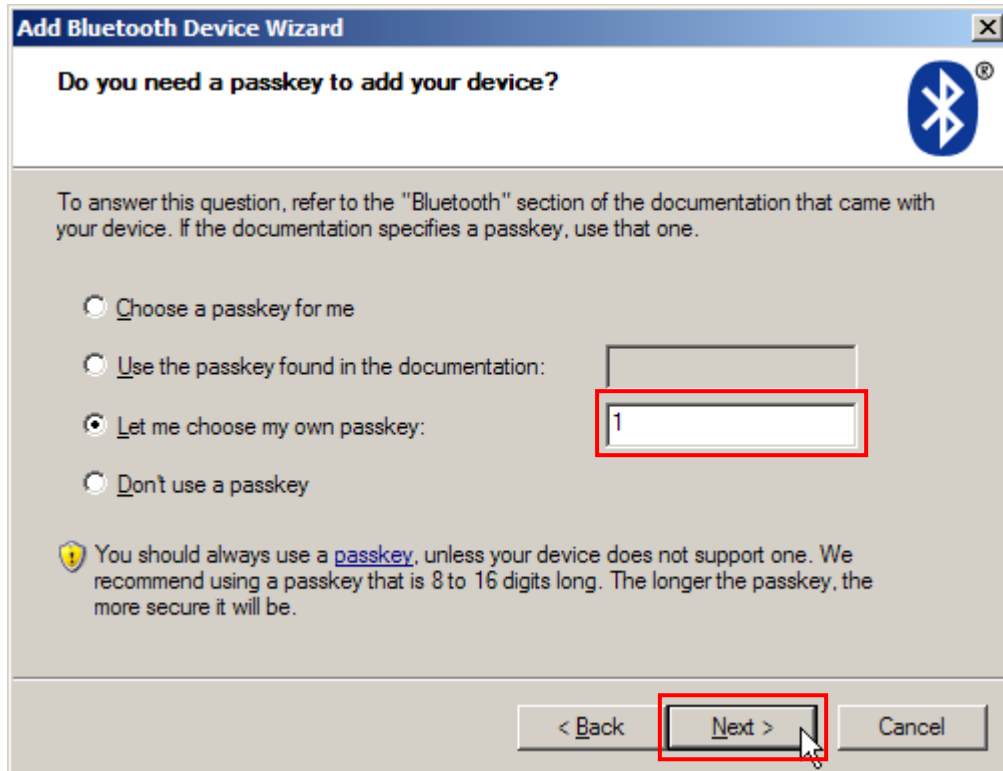 Add Bluetooth Device Wizard
Do you need a passkey to add your device?
®
To answer this question, refer to the "Bluetooth" section of the documentation that came with
your device. If the documentation specifies a passkey, use that one.
Choose a passkey for me
Use the passkey found in the documentation:
Let me choose my own passkey: 1
Don't use a passkey
You should always use a passkey, unless your device does not support one. We
recommend using a passkey that is 8 to 16 digits long. The longer the passkey, the
more secure it will be.
< Back Next > Cancel